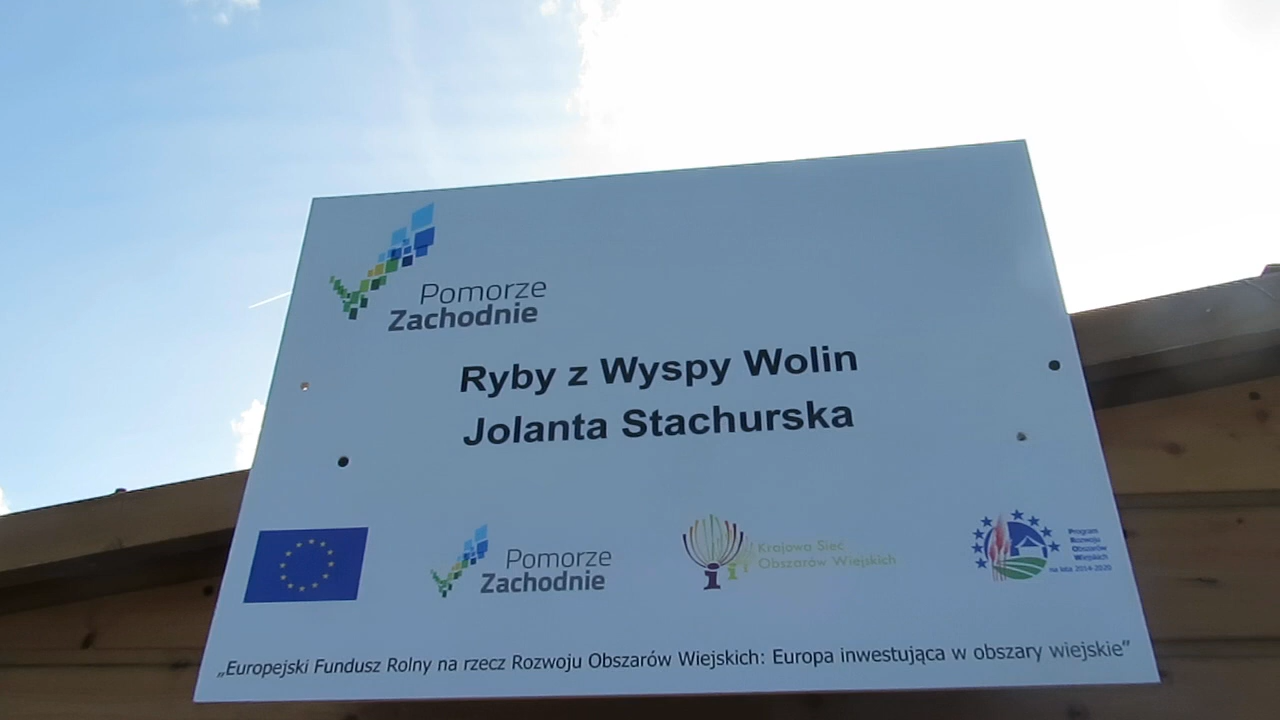 Pomorze
Zachodnie
Ryby z Wyspy Wolin
Jolanta Stachurska
Pomorze
Zachodnie
Krajowa Sieć
Obszarów Wiejskich
Program
Rozwoju
Obszarów
Wiejskich
na lata 2014-2020
„Europejski Fundusz Rolny na rzecz Rozwoju Obszarów Wiejskich: Europa inwestująca w obszary wiejskie”